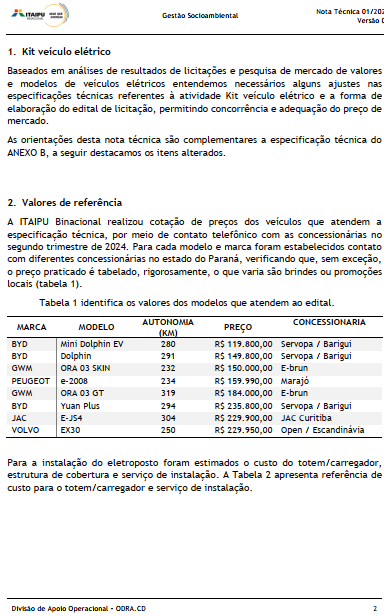 ITAIPU
BINACIONAL
Gestão Socioambiental
Nota Técnica 01/202
Versão 0
1. Kit veículo elétrico
Baseados em análises de resultados de licitações e pesquisa de mercado de valores
e modelos de veículos elétricos entendemos necessários alguns ajustes nas
especificações técnicas referentes à atividade Kit veículo elétrico e a forma de
elaboração do edital de licitação, permitindo concorrência e adequação do preço de
mercado.
As orientações desta nota técnica são complementares a especificação técnica do
ANEXO B, a seguir destacamos os itens alterados.
2. Valores de referência
A ITAIPU Binacional realizou cotação de preços dos veículos que atendem a
especificação técnica, por meio de contato telefônico com as concessionárias no
segundo trimestre de 2024. Para cada modelo e marca foram estabelecidos contato
com diferentes concessionárias no estado do Paraná, verificando que, sem exceção,
o preço praticado é tabelado, rigorosamente, o que varia são brindes ou promoções
locais (tabela 1).
Tabela 1 identifica os valores dos modelos que atendem ao edital.
MARCA MODELO AUTONOMIA (KM) PREÇO CONCESSIONARIA
BYD Mini Dolphin EV 280 R$ 119.800,00 Servopa / Barigui
BYD Dolphin 291 R$ 149.800,00 Servopa / Barigui
GWM ORA 03 SKIN 232 R$ 150.000,00 E-brun
PEUGEOT e-2008 234 R$ 159.990,00 Marajó
GWM ORA 03 GT 319 R$ 184.000,00 E-brun
BYD Yuan Plus 294 R$ 235.800,00 Servopa / Barigui
JAC E-JS4 304 R$ 229.900,00 JAC Curitiba
VOLVO EX30 250 R$ 229.950,00 Open / Escandinávia
Para a instalação do eletroposto foram estimados o custo do totem/carregador,
estrutura de cobertura e serviço de instalação. A Tabela 2 apresenta referência de
custo para o totem/carregador e serviço de instalação.
Divisão de Apoio Operacional - ODRA.CD
2